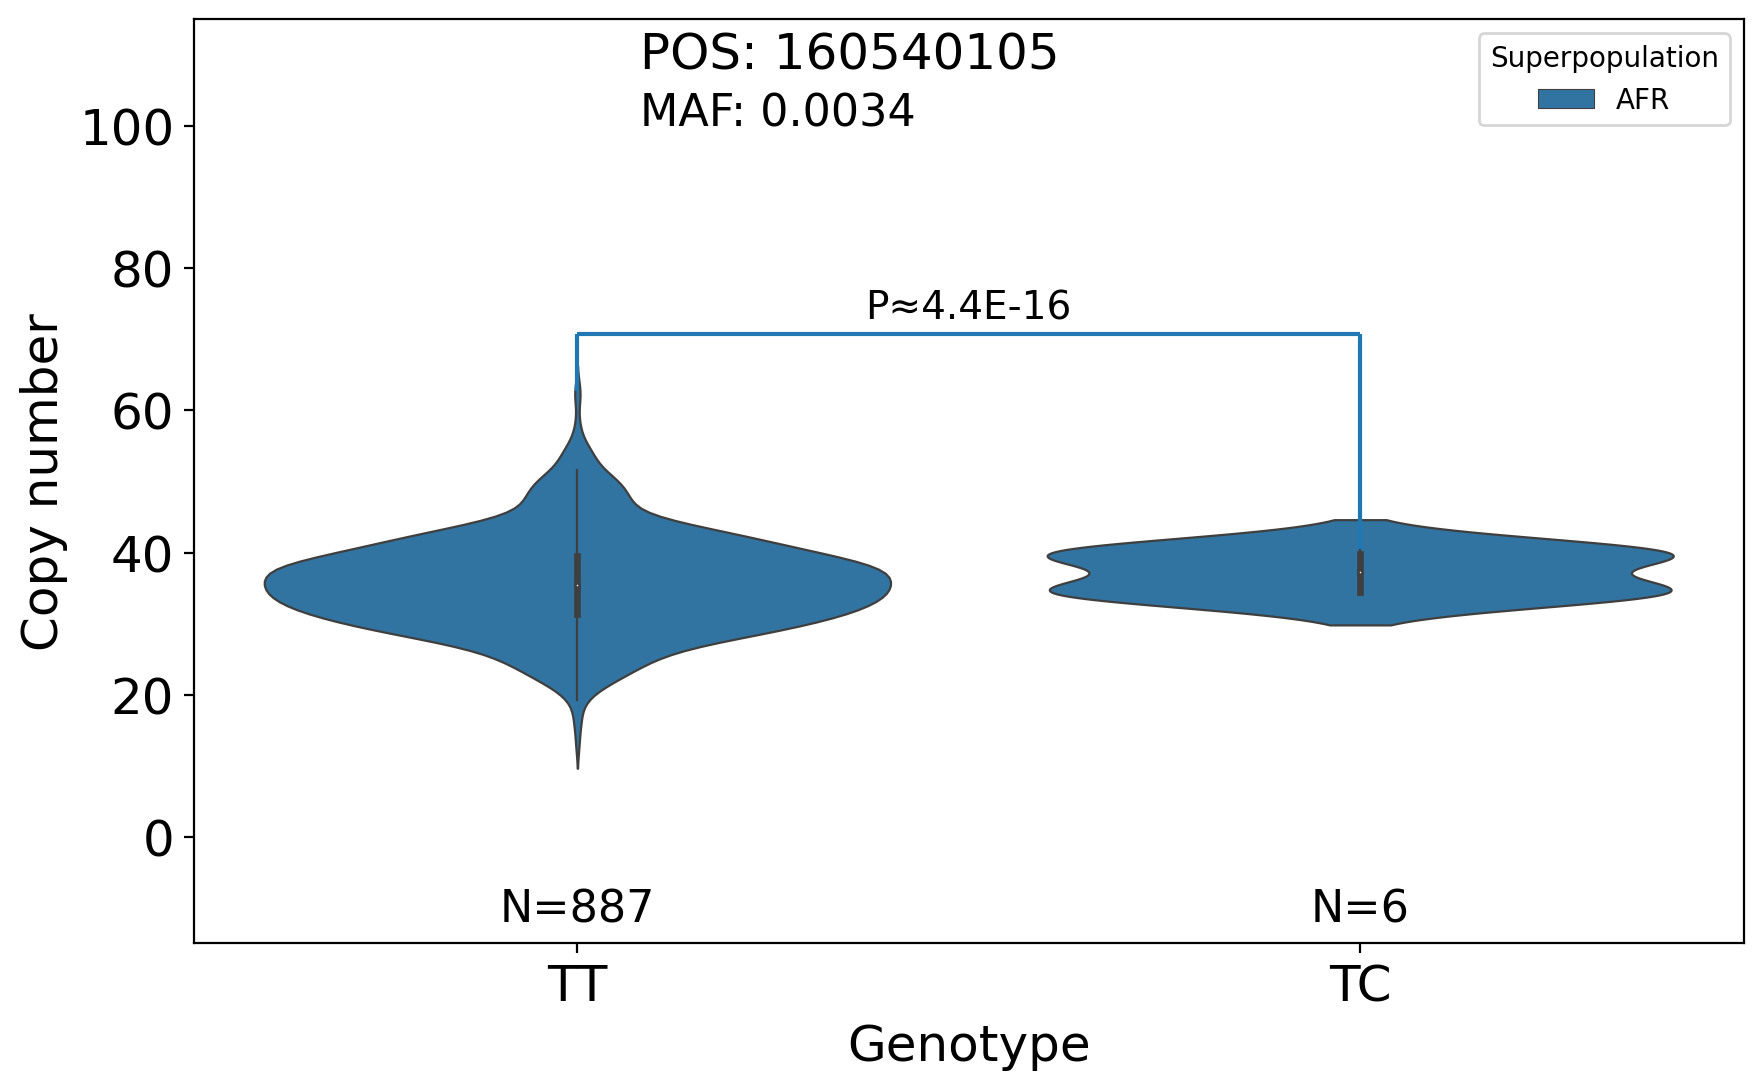 POS: 160540105
MAF: 0.0034
Superpopulation
AFR
100
80
60
40
20
0
Copy number
P≈4.4E-16
N=887
N=6
TT
TC
Genotype